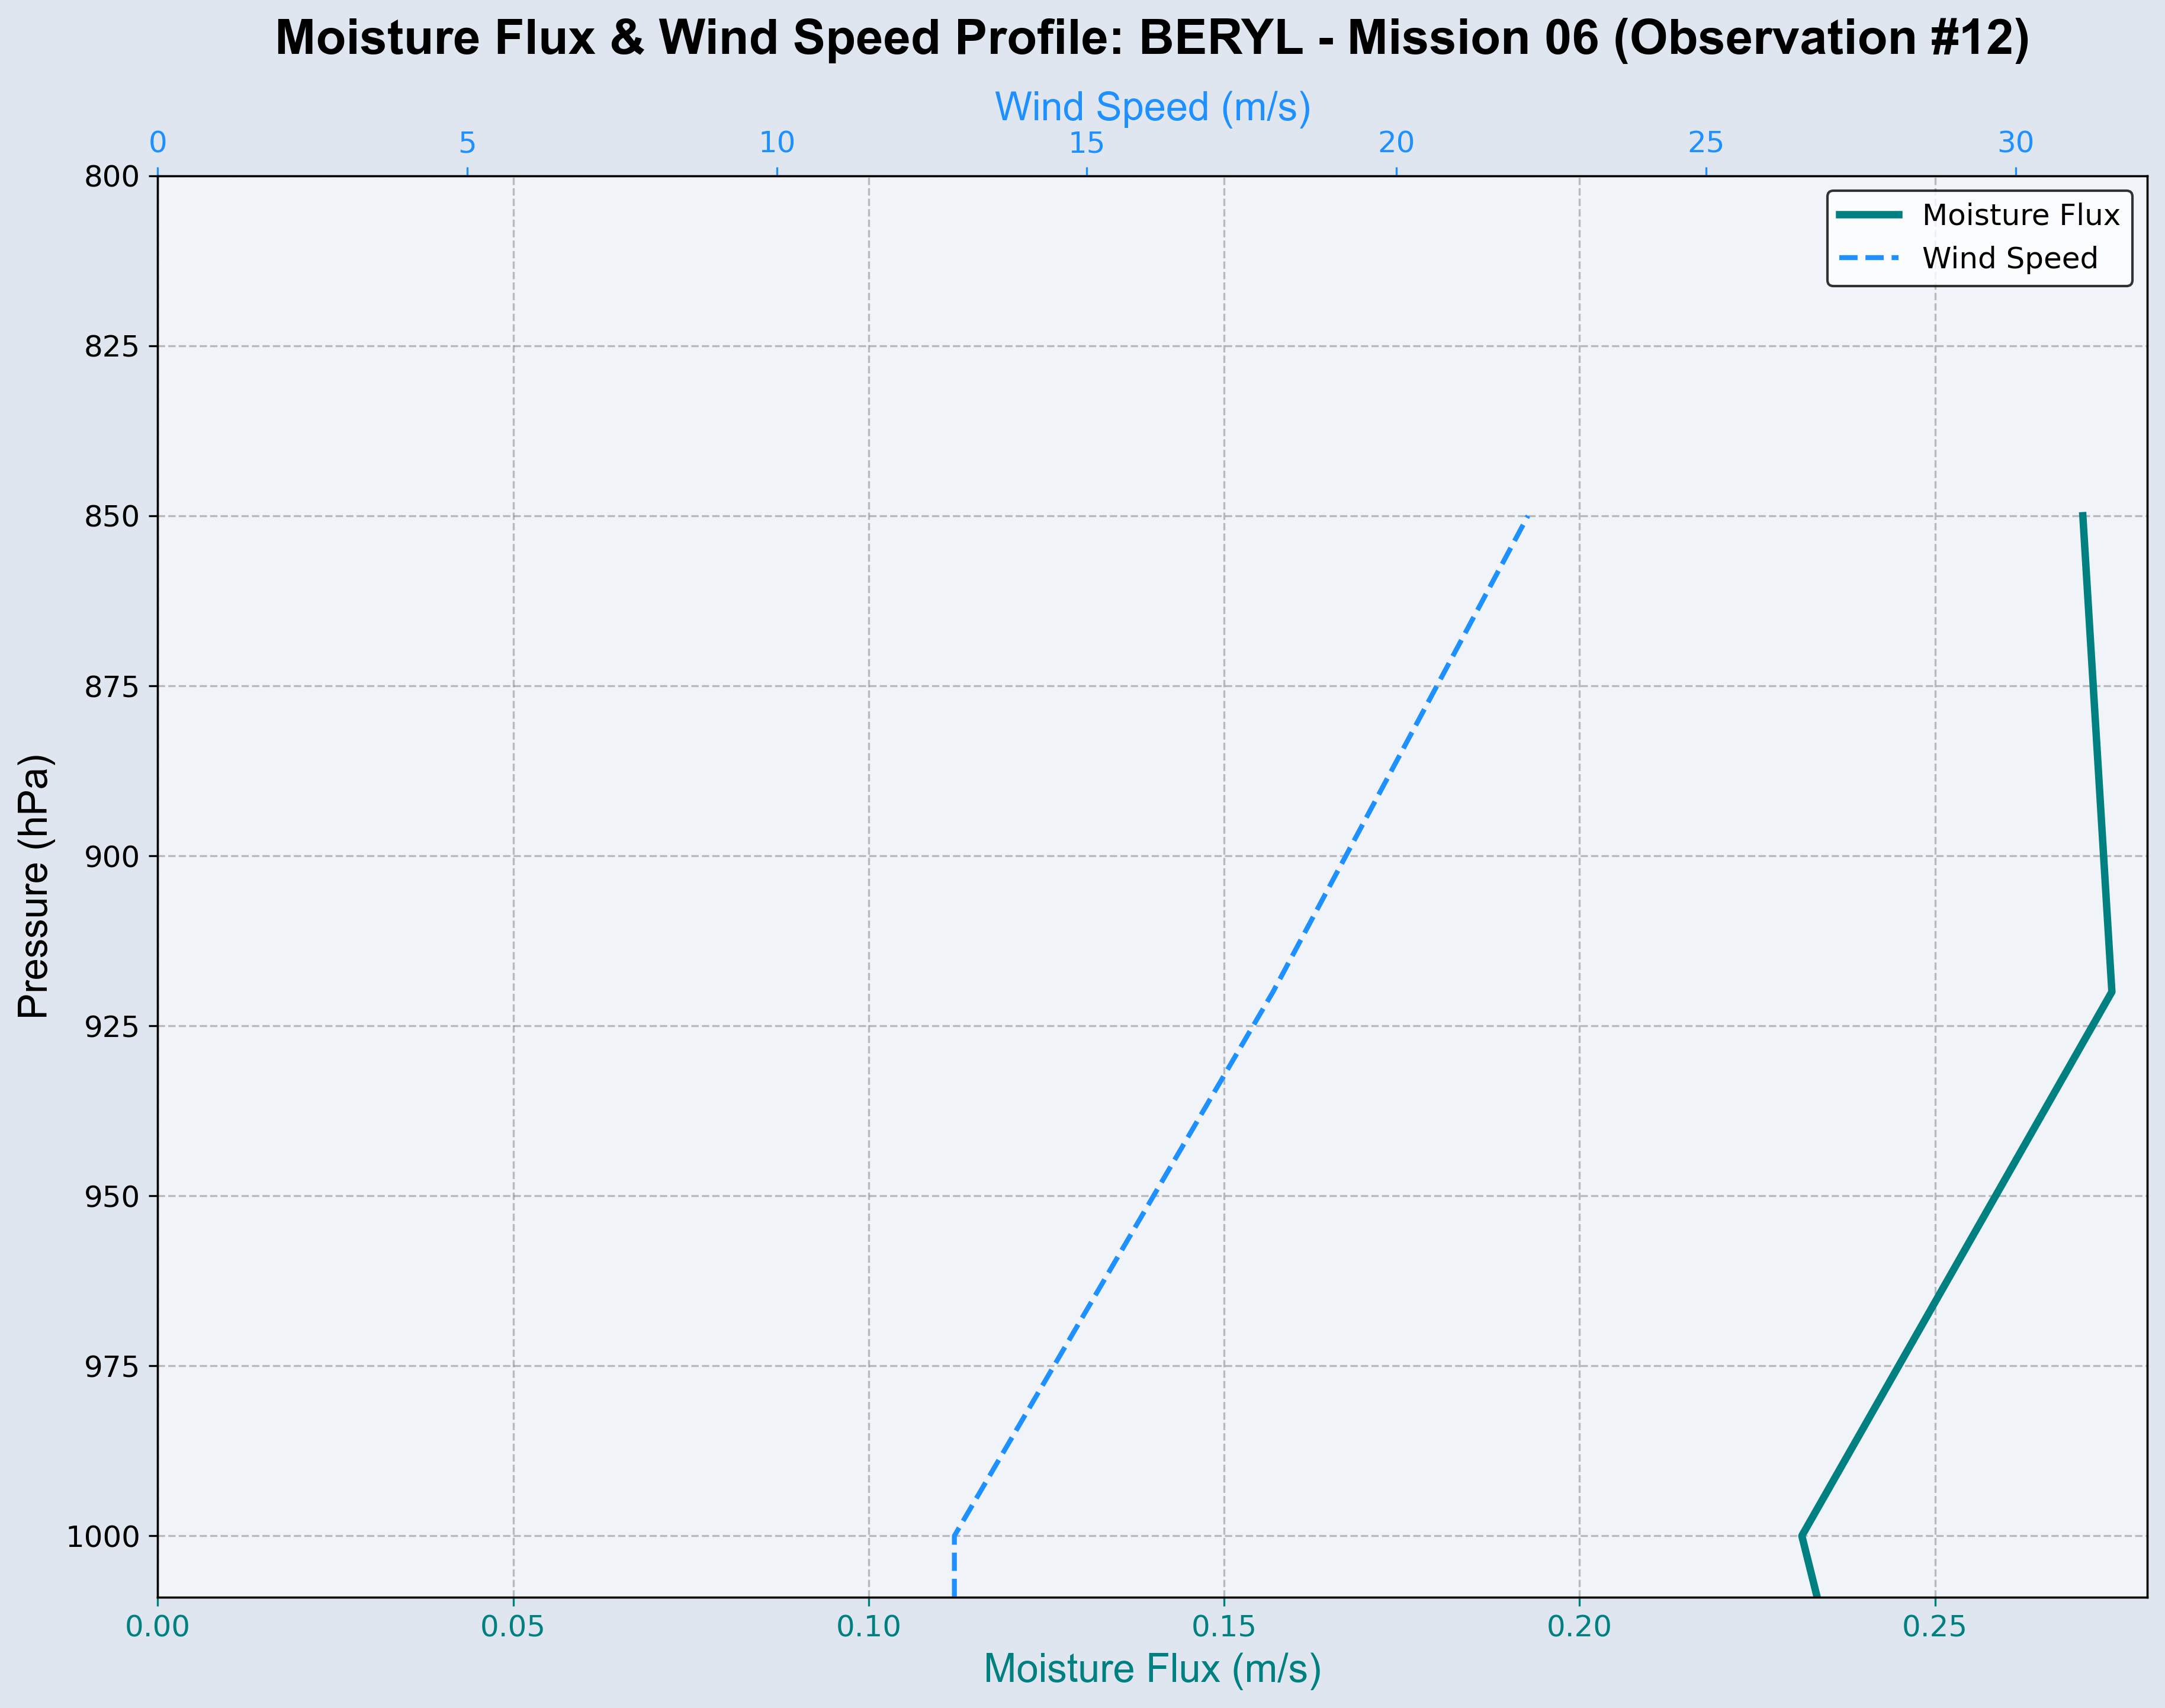 Moisture Flux & Wind Speed Profile: BERYL - Mission 06 (Observation #12)
Wind Speed (m/s)
0 5 10 15 20 25 30
Moisture Flux
Wind Speed
800
825
850
875
900
925
950
975
1000
Pressure (hPa)
0.00 0.05 0.10 0.15 0.20 0.25
Moisture Flux (m/s)